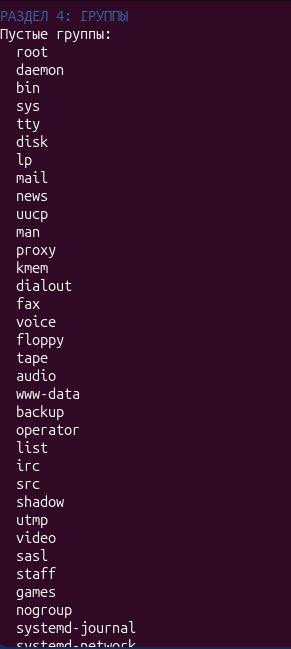 РАЗДЕЛ 4: ГРУППЫ
Пустые группы:
root
daemon
bin
sys
tty
disk
lp
mail
news
uucp
man
proxy
kmem
dialout
fax
voice
floppy
tape
audio
www-data
backup
operator
list
irc
src
shadow
utmp
video
sasl
staff
games
nogroup
systemd-journal
systemd-network